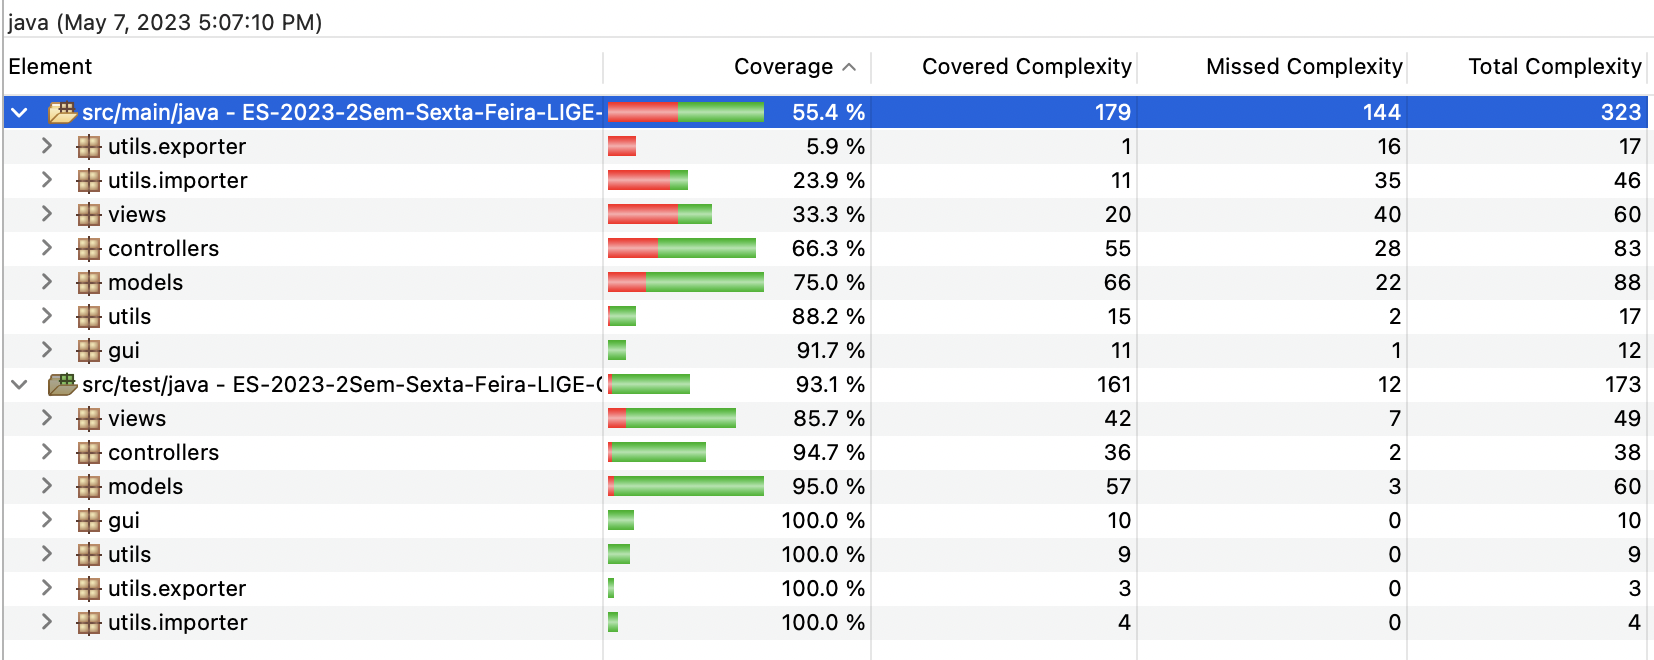 java (May 7, 2023 5:07:10 PM)
Element Coverage Covered Complexity Missed Complexity Total Complexity
src/main/java - ES-2023-2Sem-Sexta-Feira-LIGE- 55.4 % 179 144 323
utils.exporter 5.9 % 1 16 17
utils.importer 23.9 % 11 35 46
views 33.3 % 20 40 60
controllers 66.3 % 55 28 83
models 75.0 % 66 22 88
utils 88.2 % 15 2 17
gui 91.7 % 11 1 12
src/test/java - ES-2023-2Sem-Sexta-Feira-LIGE- 93.1 % 161 12 173
views 85.7 % 42 7 49
controllers 94.7 % 36 2 38
models 95.0 % 57 3 60
gui 100.0 % 10 0 10
utils 100.0 % 9 0 9
utils.exporter 100.0 % 3 0 3
utils.importer 100.0 % 4 0 4